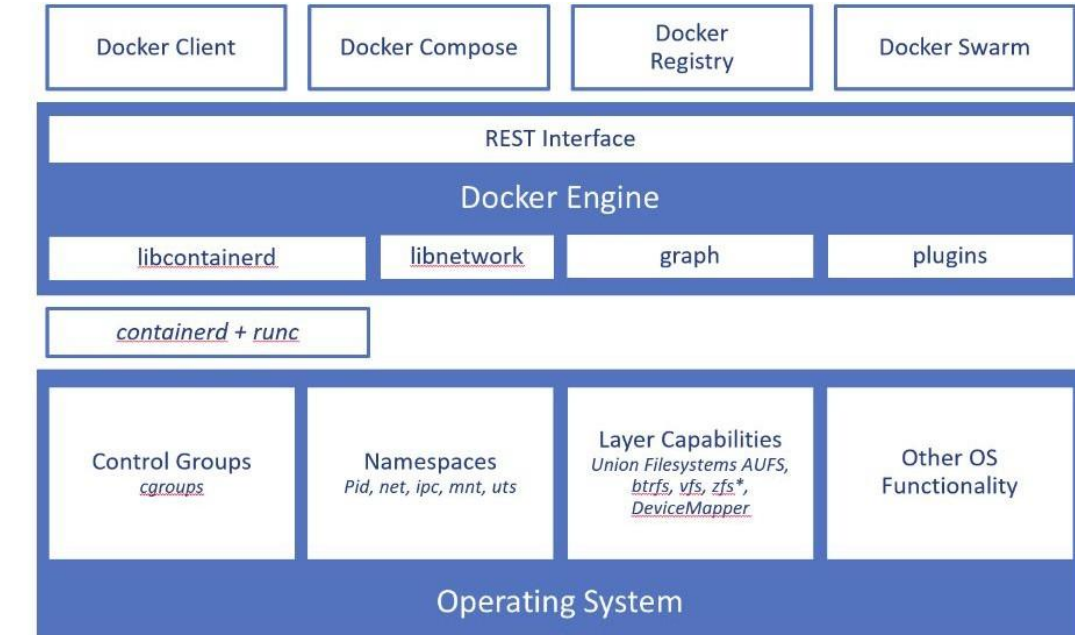 Docker Client
Docker Compose
Docker
Registry
Docker Swarm
REST Interface
Docker Engine
libcontainerd
libnetwork
graph
plugins
containerd + runc
Control Groups
cgroups
Namespaces
Pid, net, ipc, mnt, uts
Layer Capabilities
Union Filesystems AUFS,
btrfs, vfs, zfs*,
DeviceMapper
Other OS
Functionality
Operating System